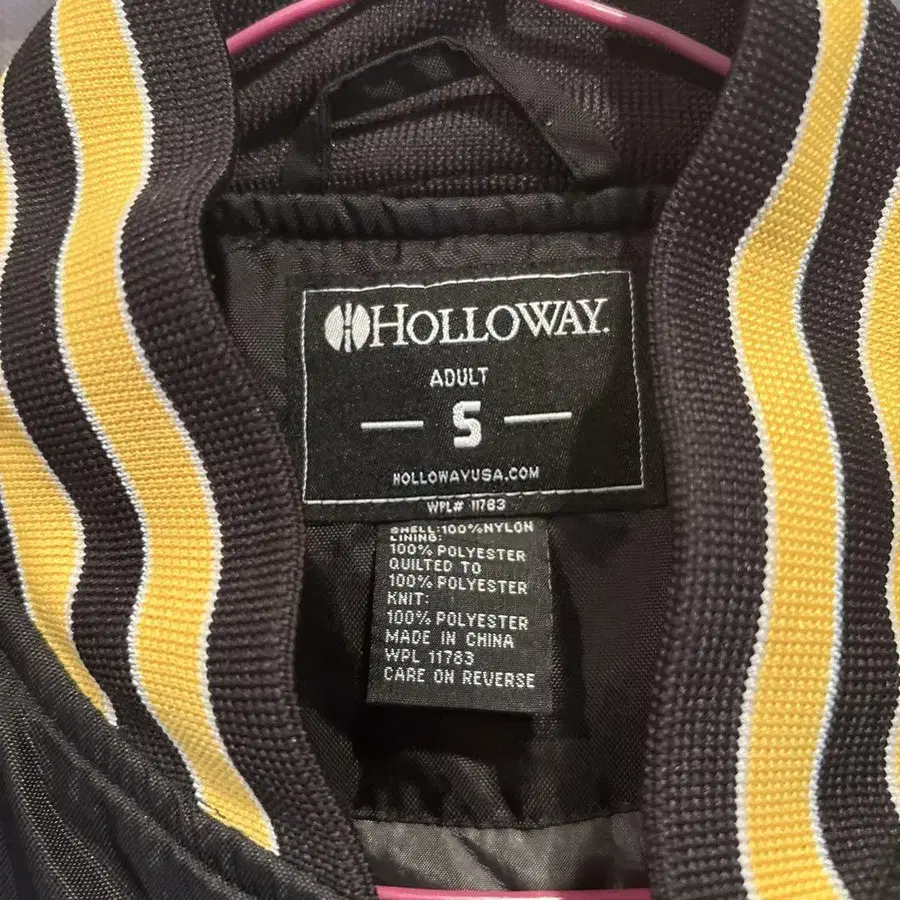 HOLLOWAY.
ADULT
S
HOLLOWAYUSA.COM
WPL# 11783
SHELL:100%NYLON
LINING:
100% POLYESTER
QUILTED TO
100% POLYESTER
KNIT:
100% POLYESTER
MADE IN CHINA
WPL 11783
CARE ON REVERSE